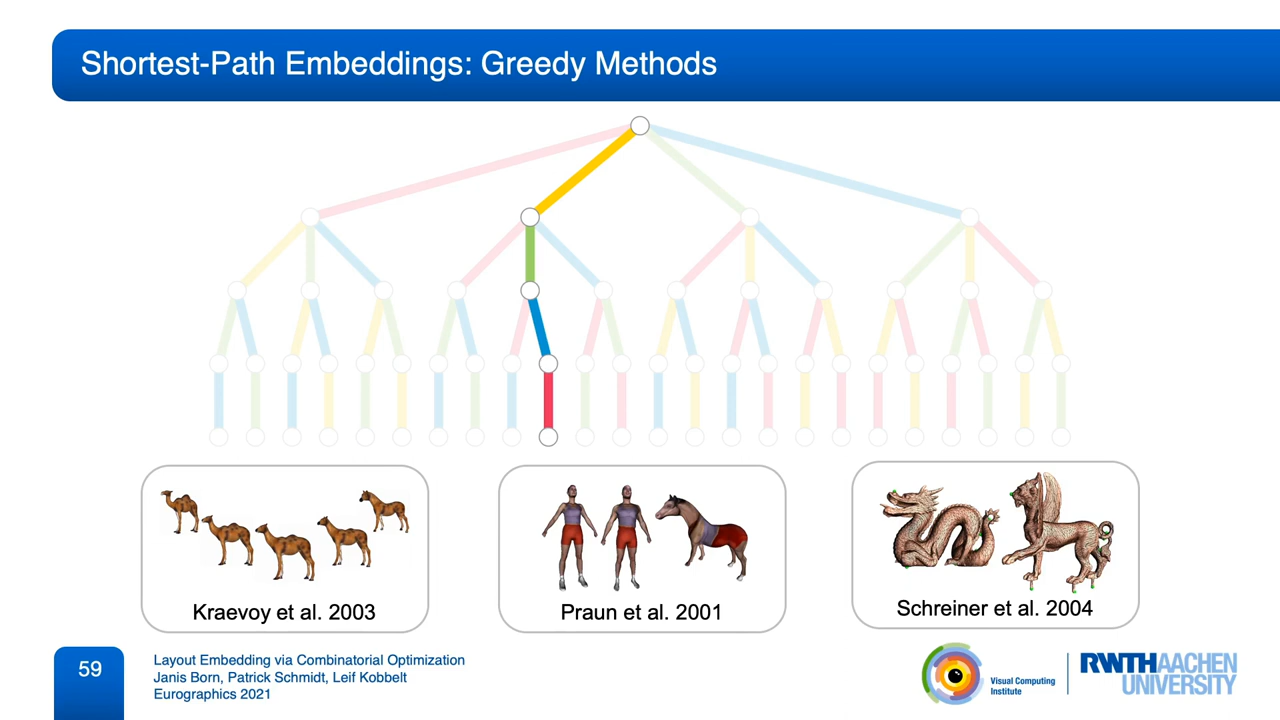 Shortest-Path Embeddings: Greedy Methods
Kraevoy et al. 2003
Praun et al. 2001
Schreiner et al. 2004
59
Layout Embedding via Combinatorial Optimization
Janis Born, Patrick Schmidt, Leif Kobbelt
Eurographics 2021
Visual Computing
Institute
RWTHAACHEN
UNIVERSITY